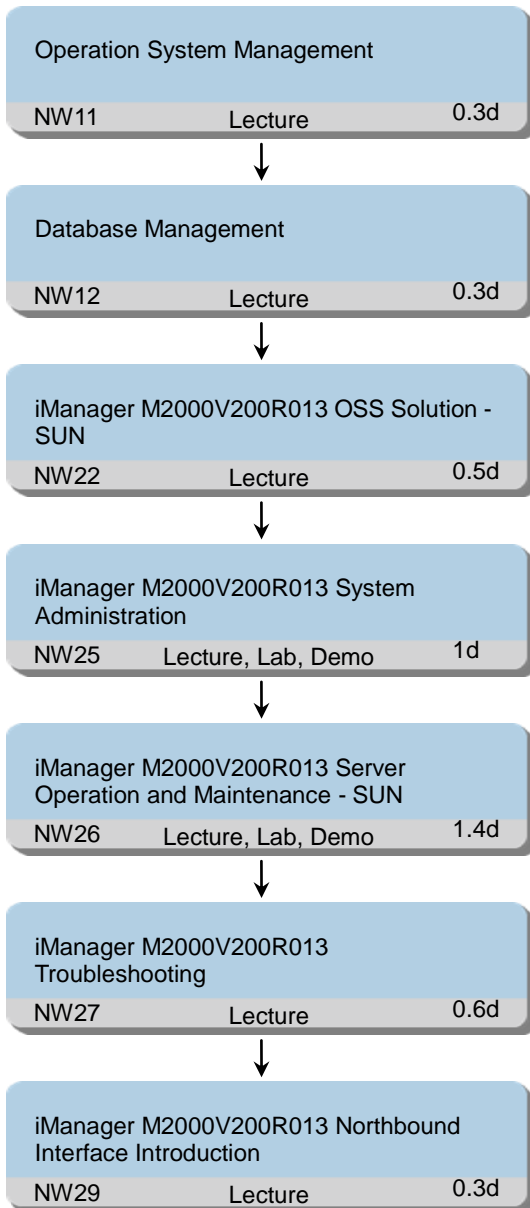 Operation System Management
NW11 Lecture 0.3d
Database Management
NW12 Lecture 0.3d
iManager M2000V200R013 OSS Solution -
SUN
NW22 Lecture 0.5d
iManager M2000V200R013 System
Administration
NW25 Lecture, Lab, Demo 1d
iManager M2000V200R013 Server
Operation and Maintenance - SUN
NW26 Lecture, Lab, Demo 1.4d
iManager M2000V200R013
Troubleshooting
NW27 Lecture 0.6d
iManager M2000V200R013 Northbound
Interface Introduction
NW29 Lecture 0.3d